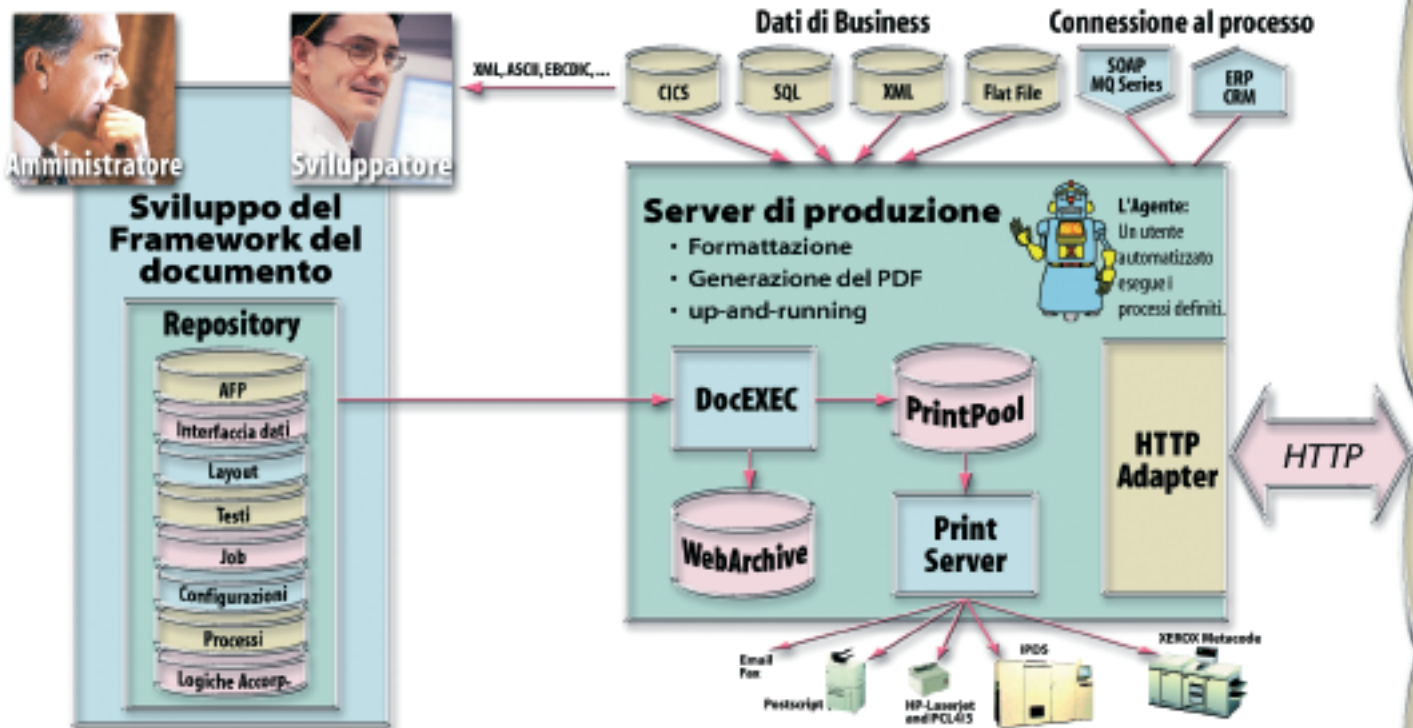 Amministratore
Sviluppatore
XML, ASCII, EBCDIC, ...
Dati di Business
CICS
SQL
XML
Flat File
Connessione al processo
SOAP
MQ Series
ERP
CRM
Sviluppo del
Framework del
documento
Repository
AFP
Interfaccia dati
Layout
Testi
Job
Configurazioni
Processi
Logiche Accorp.
Server di produzione
• Formattazione
• Generazione del PDF
• up-and-running
L'Agente:
Un utente
automatizzato
esegue i
processi definiti.
DocEXEC
PrintPool
WebArchive
Print
Server
HTTP
Adapter
HTTP
Email
Fax
Postscript
HP-Laserjet
and PCL4/5
IPDS
XEROX Metacode